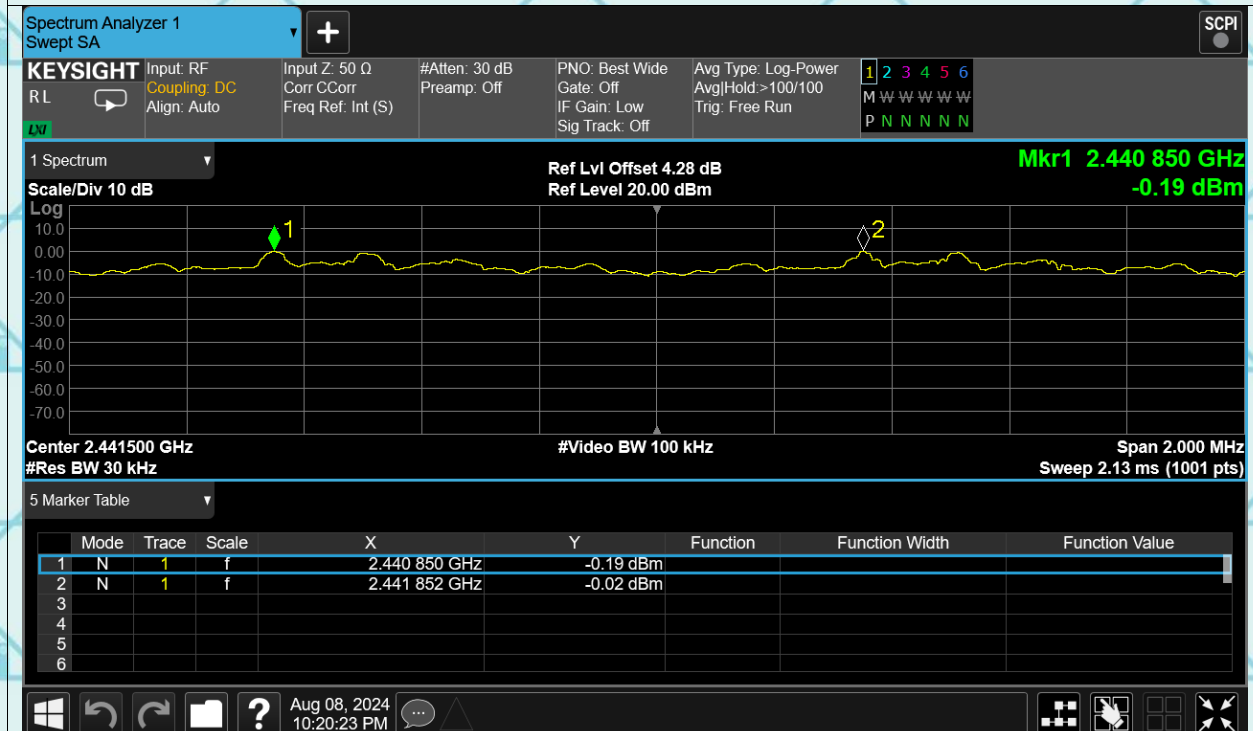 Spectrum Analyzer 1
Swept SA
SCPI
KEYSIGHT
R L
LXI
Input: RF
Coupling: DC
Align: Auto
Input Z: 50 Ω
Corr CCorr
Freq Ref: Int (S)
#Atten: 30 dB
Preamp: Off
PNO: Best Wide
Gate: Off
IF Gain: Low
Sig Track: Off
Avg Type: Log-Power
Avg|Hold:>100/100
Trig: Free Run
1 2 3 4 5 6
M W W W W W
P N N N N N
1 Spectrum
Scale/Div 10 dB
Ref Lvl Offset 4.28 dB
Ref Level 20.00 dBm
Mkr1 2.440 850 GHz
-0.19 dBm
Log
10.0
0.00
-10.0
-20.0
-30.0
-40.0
-50.0
-60.0
-70.0
1
2
Center 2.441500 GHz
#Video BW 100 kHz
Span 2.000 MHz
#Res BW 30 kHz
Sweep 2.13 ms (1001 pts)
5 Marker Table
Mode Trace Scale X Y Function Function Width Function Value
1 N 1 f 2.440 850 GHz -0.19 dBm
2 N 1 f 2.441 852 GHz -0.02 dBm
3
4
5
6
?
Aug 08, 2024
10:20:23 PM